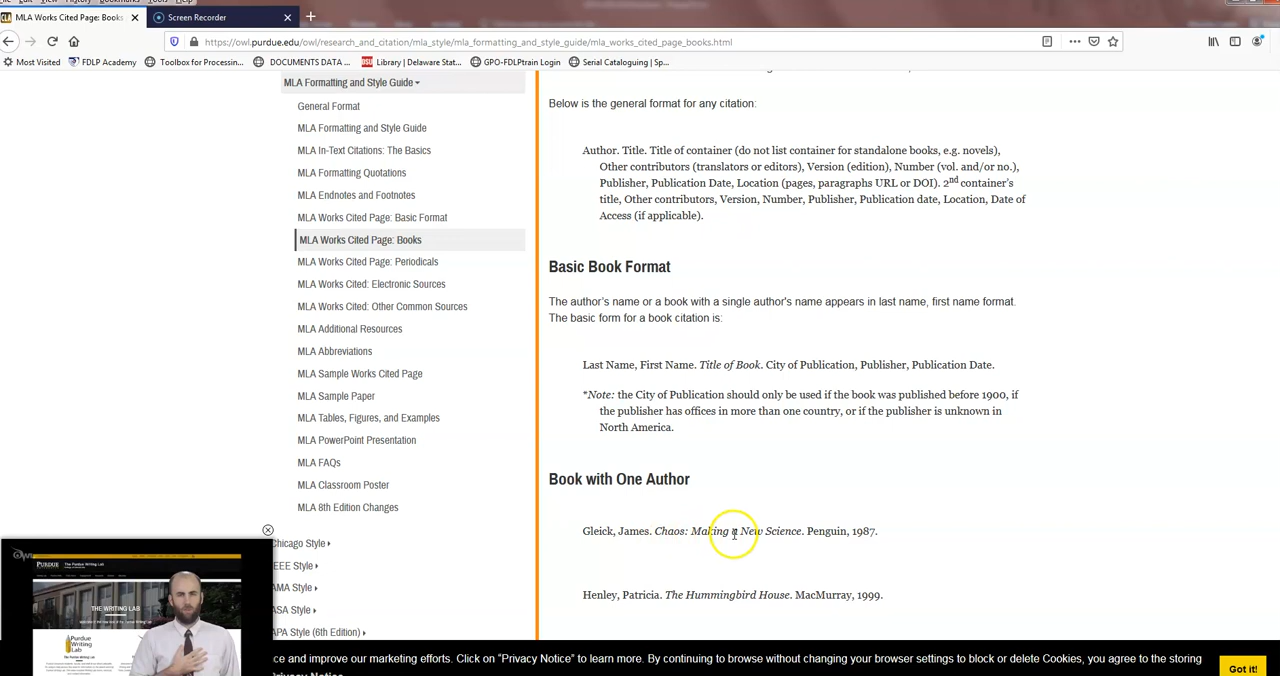 Bookmarks Tools Help
MLA Works Cited Page: Books
Screen Recorder
https://owl.purdue.edu/owl/research_and_citation/mla_style/mla_formatting_and_style_guide/mla_works_cited_page_books.html
Most Visited FDLP Academy Toolbox for Processin... DOCUMENTS DATA ... DSU Library | Delaware Stat... GPO-FDLPtrain Login Serial Cataloguing | Sp...
MLA Formatting and Style Guide
General Format
MLA Formatting and Style Guide
MLA In-Text Citations: The Basics
MLA Formatting Quotations
MLA Endnotes and Footnotes
MLA Works Cited Page: Basic Format
MLA Works Cited Page: Books
MLA Works Cited Page: Periodicals
MLA Works Cited: Electronic Sources
MLA Works Cited: Other Common Sources
MLA Additional Resources
MLA Abbreviations
MLA Sample Works Cited Page
MLA Sample Paper
MLA Tables, Figures, and Examples
MLA PowerPoint Presentation
MLA FAQs
MLA Classroom Poster
MLA 8th Edition Changes
Chicago Style
IEEE Style
AMA Style
ASA Style
APA Style (6th Edition)
Below is the general format for any citation:
Author. Title. Title of container (do not list container for standalone books, e.g. novels),
Other contributors (translators or editors), Version (edition), Number (vol. and/or no.),
Publisher, Publication Date, Location (pages, paragraphs URL or DOI). 2nd container's
title, Other contributors, Version, Number, Publisher, Publication date, Location, Date of
Access (if applicable).
Basic Book Format
The author's name or a book with a single author's name appears in last name, first name format.
The basic form for a book citation is:
Last Name, First Name. Title of Book. City of Publication, Publisher, Publication Date.
*Note: the City of Publication should only be used if the book was published before 1900, if
the publisher has offices in more than one country, or if the publisher is unknown in
North America.
Book with One Author
Gleick, James. Chaos: Making a New Science. Penguin, 1987.
Henley, Patricia. The Hummingbird House. MacMurray, 1999.
OWL
PURDUE
THE WRITING LAB
Purdue
Writing
Lab
ce and improve our marketing efforts. Click on "Privacy Notice" to learn more. By continuing to browse without changing your browser settings to block or delete Cookies, you agree to the storing
Privacy Notice
Got it!